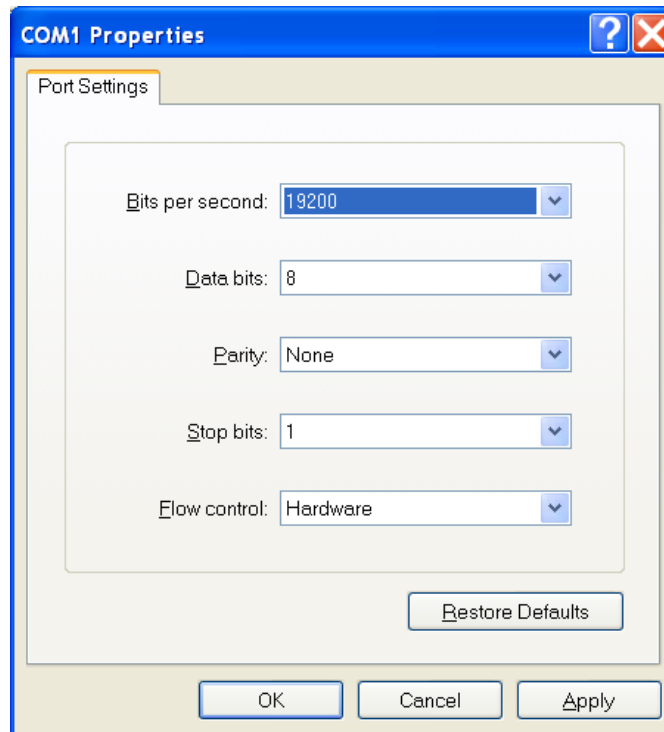 COM1 Properties
Port Settings
Bits per second: 19200
Data bits: 8
Parity: None
Stop bits: 1
Flow control: Hardware
Restore Defaults
OK Cancel Apply